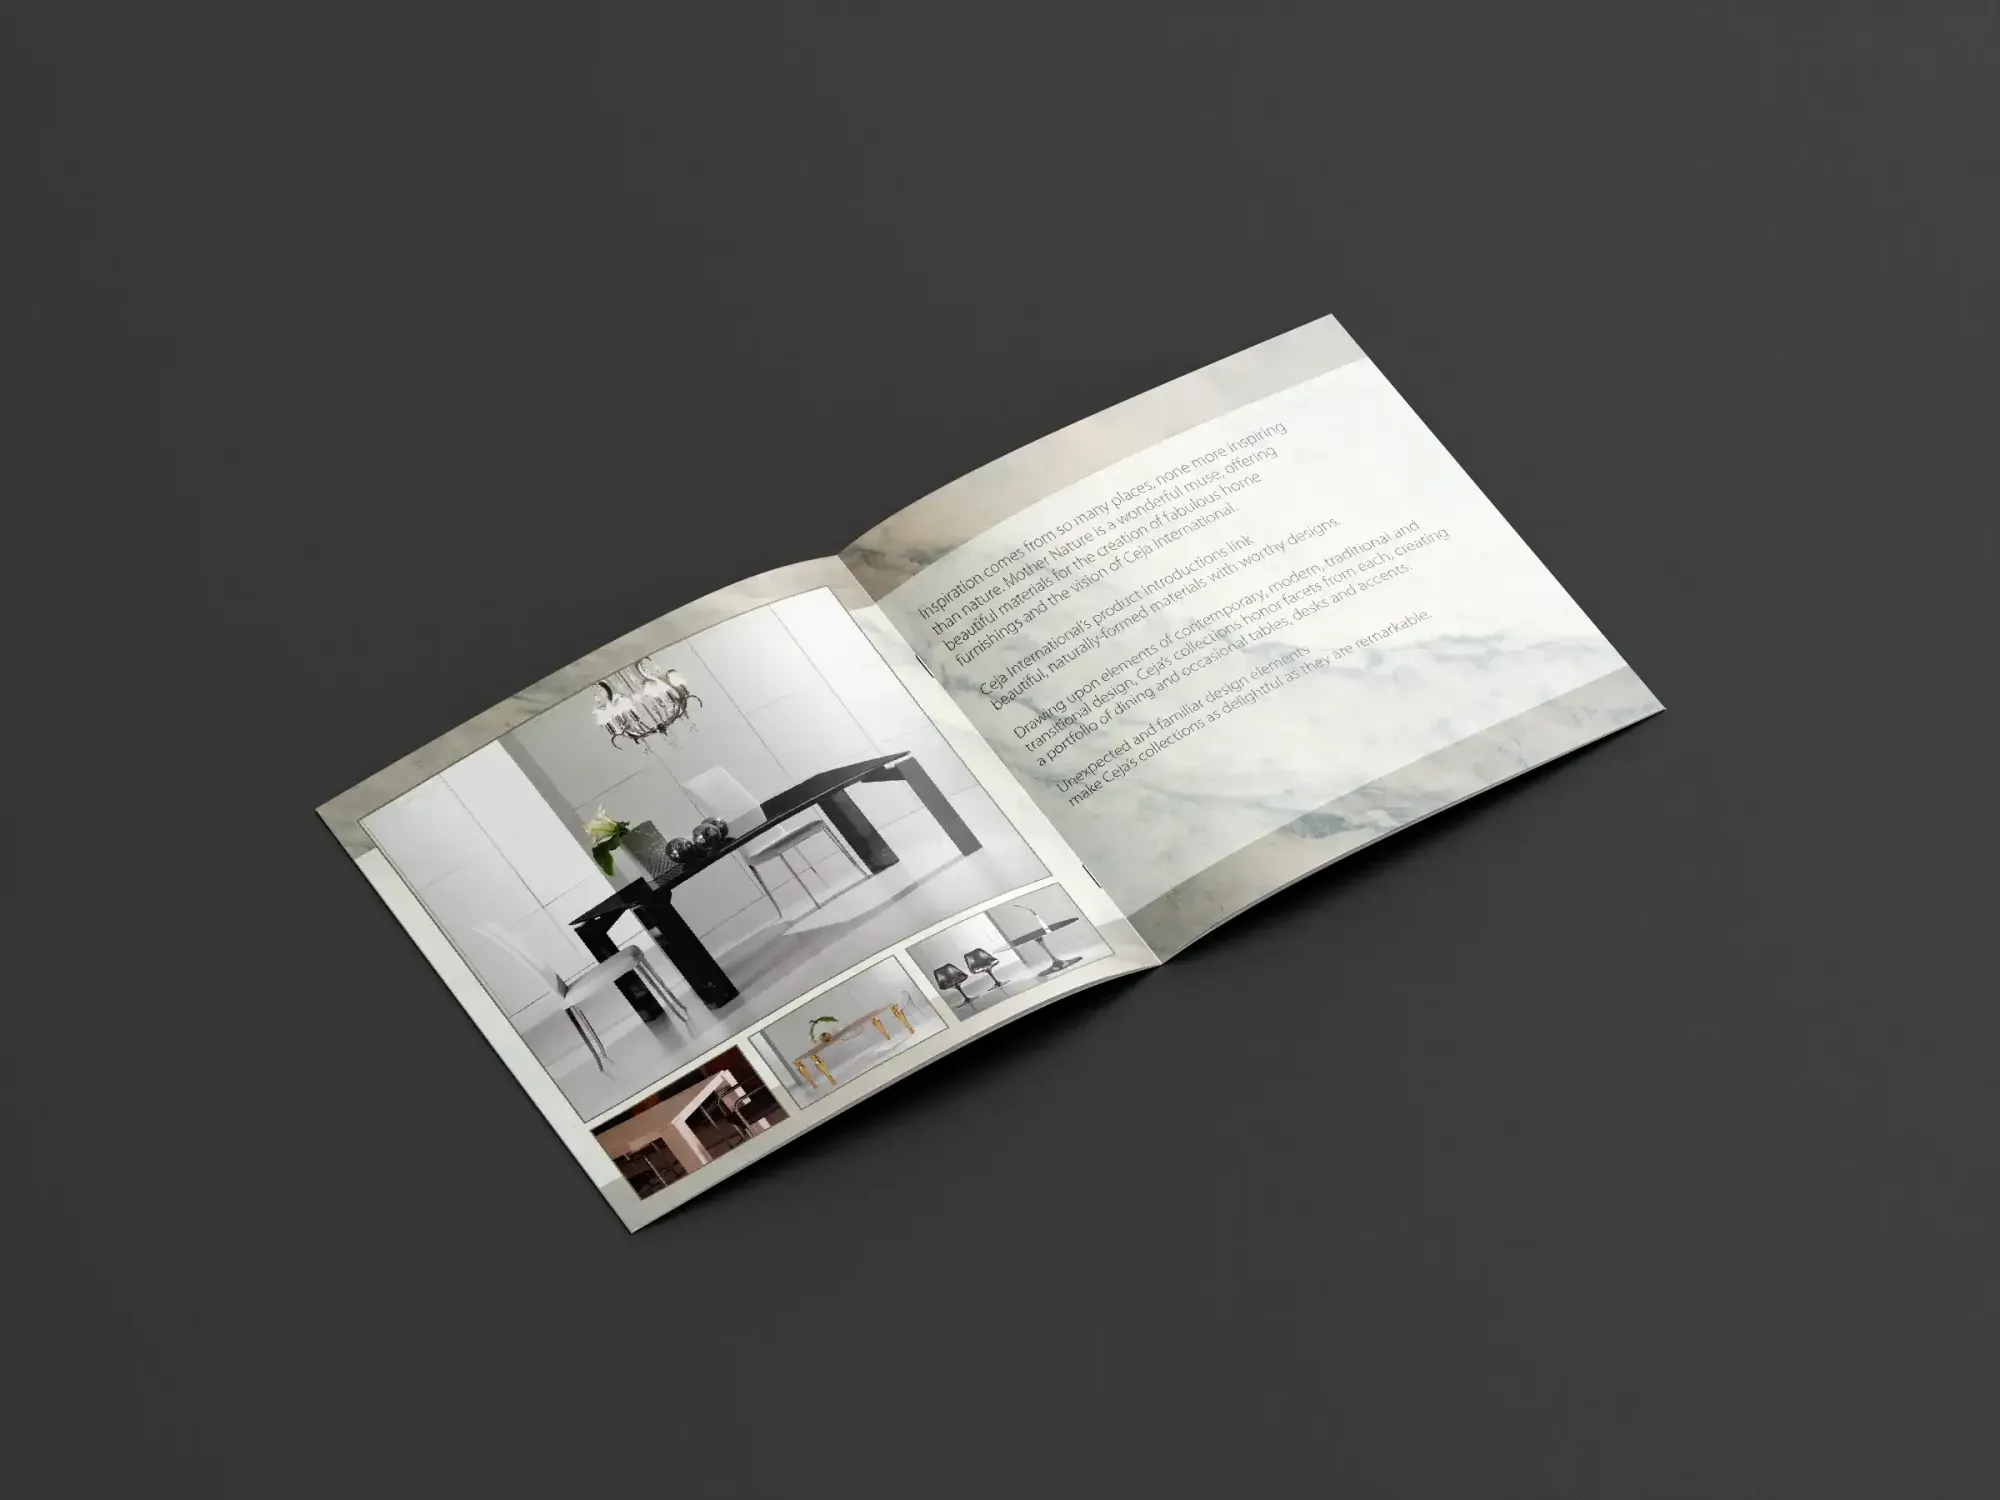 Inspiration comes from so many places, none more inspiring
than nature. Mother Nature is a wonderful muse, offering
beautiful materials for the creation of fabulous home
furnishings and the vision of Ceja International.
Ceja International's product introductions link
beautiful, naturally-formed materials with worthy designs.
Drawing upon elements of contemporary, modern, traditional and
transitional design, Ceja's collections honor facets from each, creating
a portfolio of dining and occasional tables, desks and accents.
Unexpected and familiar design elements
make Ceja's collections as delightful as they are remarkable.